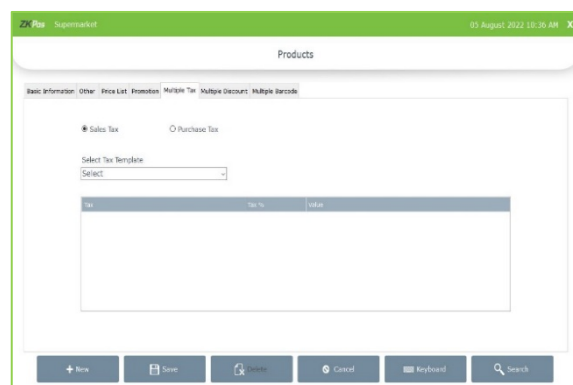 ZKPos Supermarket 05 August 2022 10:36 AM X
Products
Basic Information Other Price List Promotion Multiple Tax Multiple Discount Multiple Barcode
Sales Tax Purchase Tax
Select Tax Template
Select
Tax Tax % Value
New Save Delete Cancel Keyboard Search